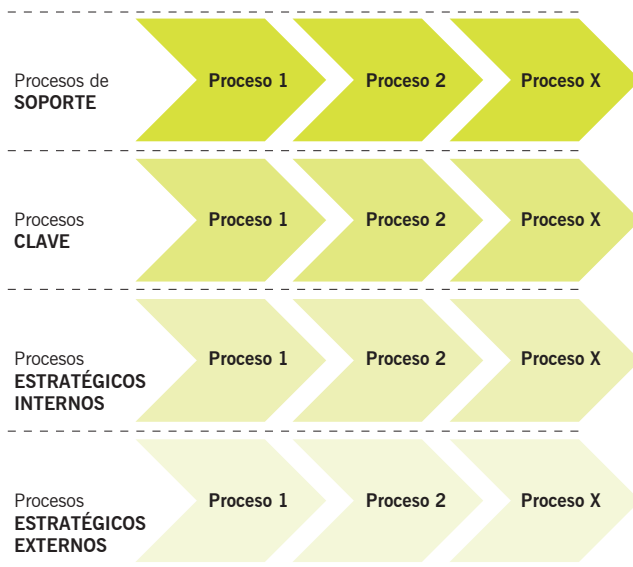 Procesos de
SOPORTE
Proceso 1
Proceso 2
Proceso X
Procesos
CLAVE
Proceso 1
Proceso 2
Proceso X
Procesos
ESTRATÉGICOS
INTERNOS
Proceso 1
Proceso 2
Proceso X
Procesos
ESTRATÉGICOS
EXTERNOS
Proceso 1
Proceso 2
Proceso X